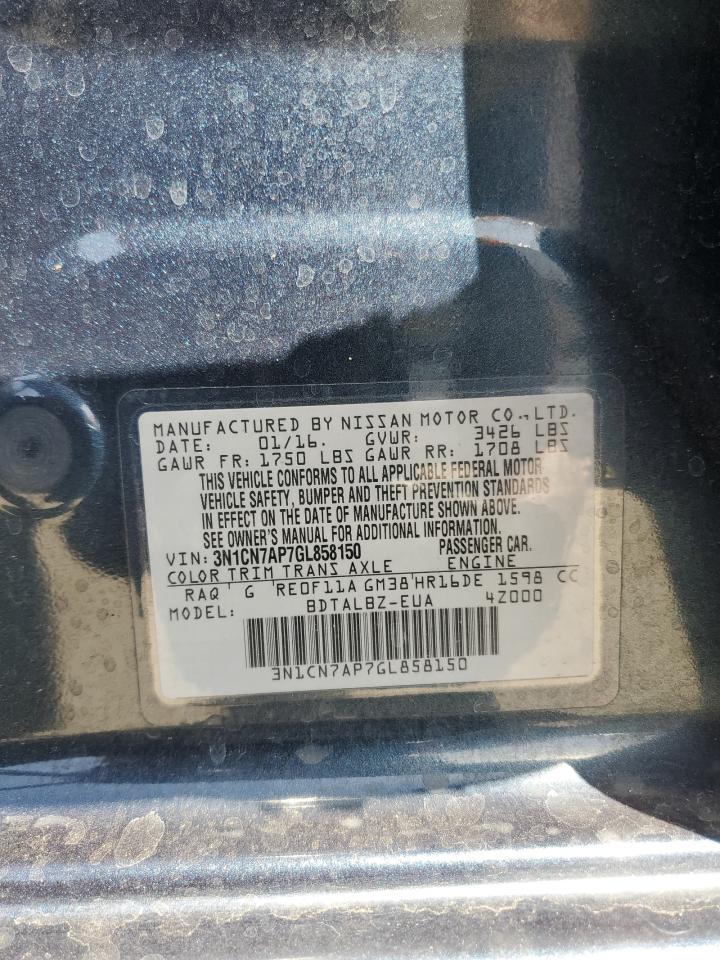 MANUFACTURED BY NISSAN MOTOR CO., LTD.
DATE: 01/16. GVWR: 3426 LBS
GAWR FR: 1750 LBS GAWR RR: 1708 LBS
THIS VEHICLE CONFORMS TO ALL APPLICABLE FEDERAL MOTOR
VEHICLE SAFETY, BUMPER AND THEFT PREVENTION STANDARDS
IN EFFECT ON THE DATE OF MANUFACTURE SHOWN ABOVE.
SEE OWNER'S MANUAL FOR ADDITIONAL INFORMATION.
VIN: 3N1CN7AP7GL858150 PASSENGER CAR.
COLOR TRIM TRANS AXLE ENGINE
RAQ' G 'RE0F11A GM38'HR16DE 1598 CC
MODEL: BDTALBZ-EUA 4Z000
3N1CN7AP7GL858150